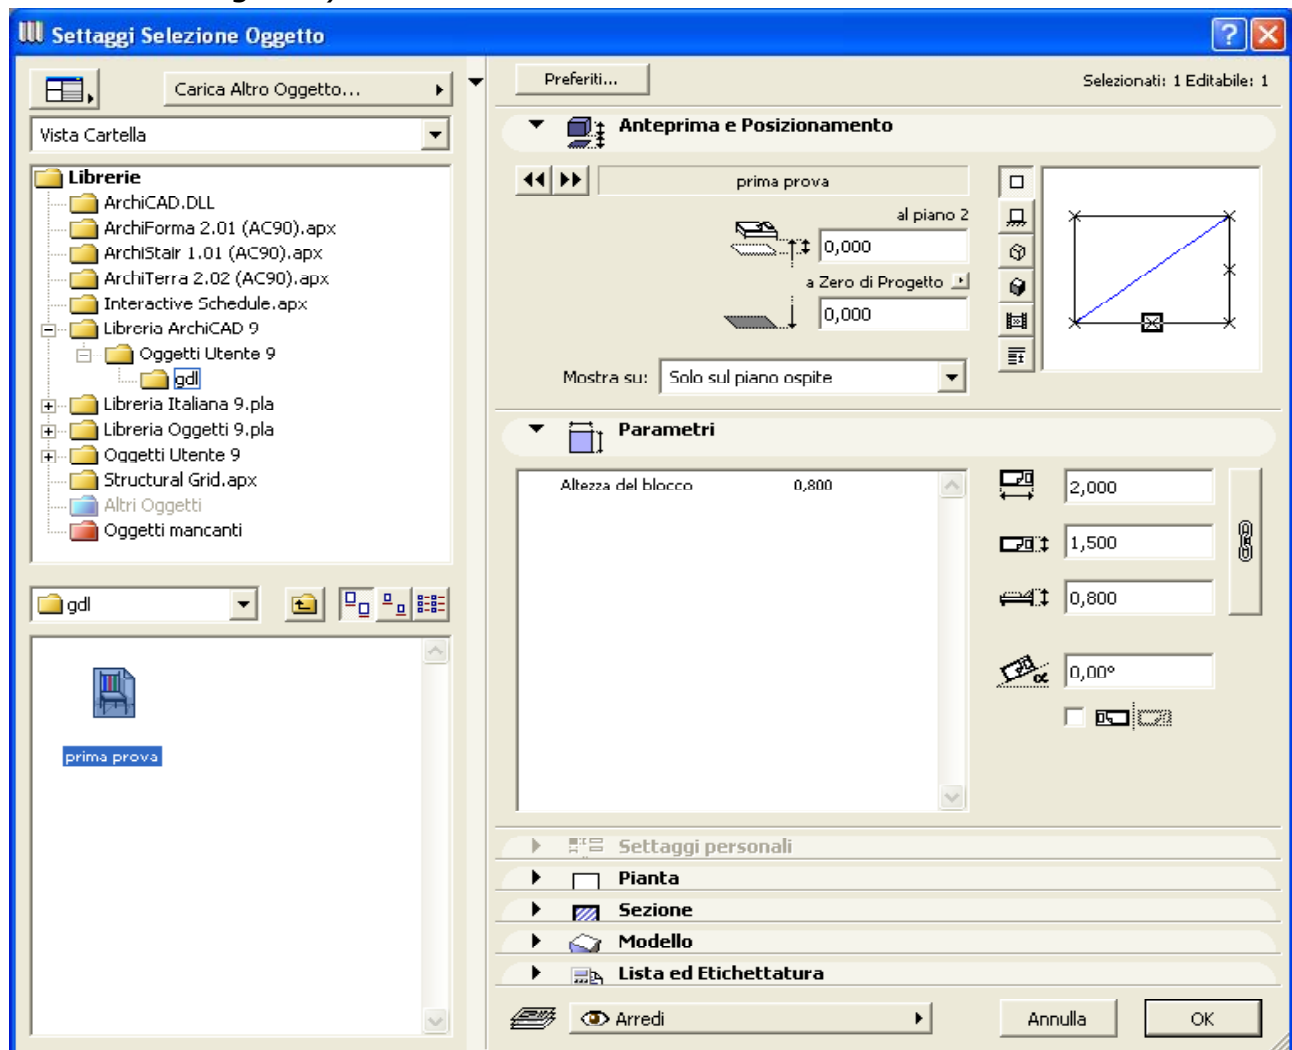 Settaggi Selezione Oggetto
Carica Altro Oggetto...
Vista Cartella
Librerie
ArchiCAD.DLL
ArchiForma 2.01 (AC90).apx
ArchiStair 1.01 (AC90).apx
ArchiTerra 2.02 (AC90).apx
Interactive Schedule.apx
Libreria ArchiCAD 9
Oggetti Utente 9
gdl
Libreria Italiana 9.pla
Libreria Oggetti 9.pla
Oggetti Utente 9
Structural Grid.apx
Altri Oggetti
Oggetti mancanti
gdl
prima prova
Preferiti...
Selezionati: 1 Editabile: 1
Anteprima e Posizionamento
prima prova
al piano 2
0,000
a Zero di Progetto
0,000
Mostra su: Solo sul piano ospite
Parametri
Altezza del blocco 0,800
2,000
1,500
0,800
α 0,00°
Settaggi personali
Pianta
Sezione
Modello
Lista ed Etichettatura
Arredi
Annulla
OK